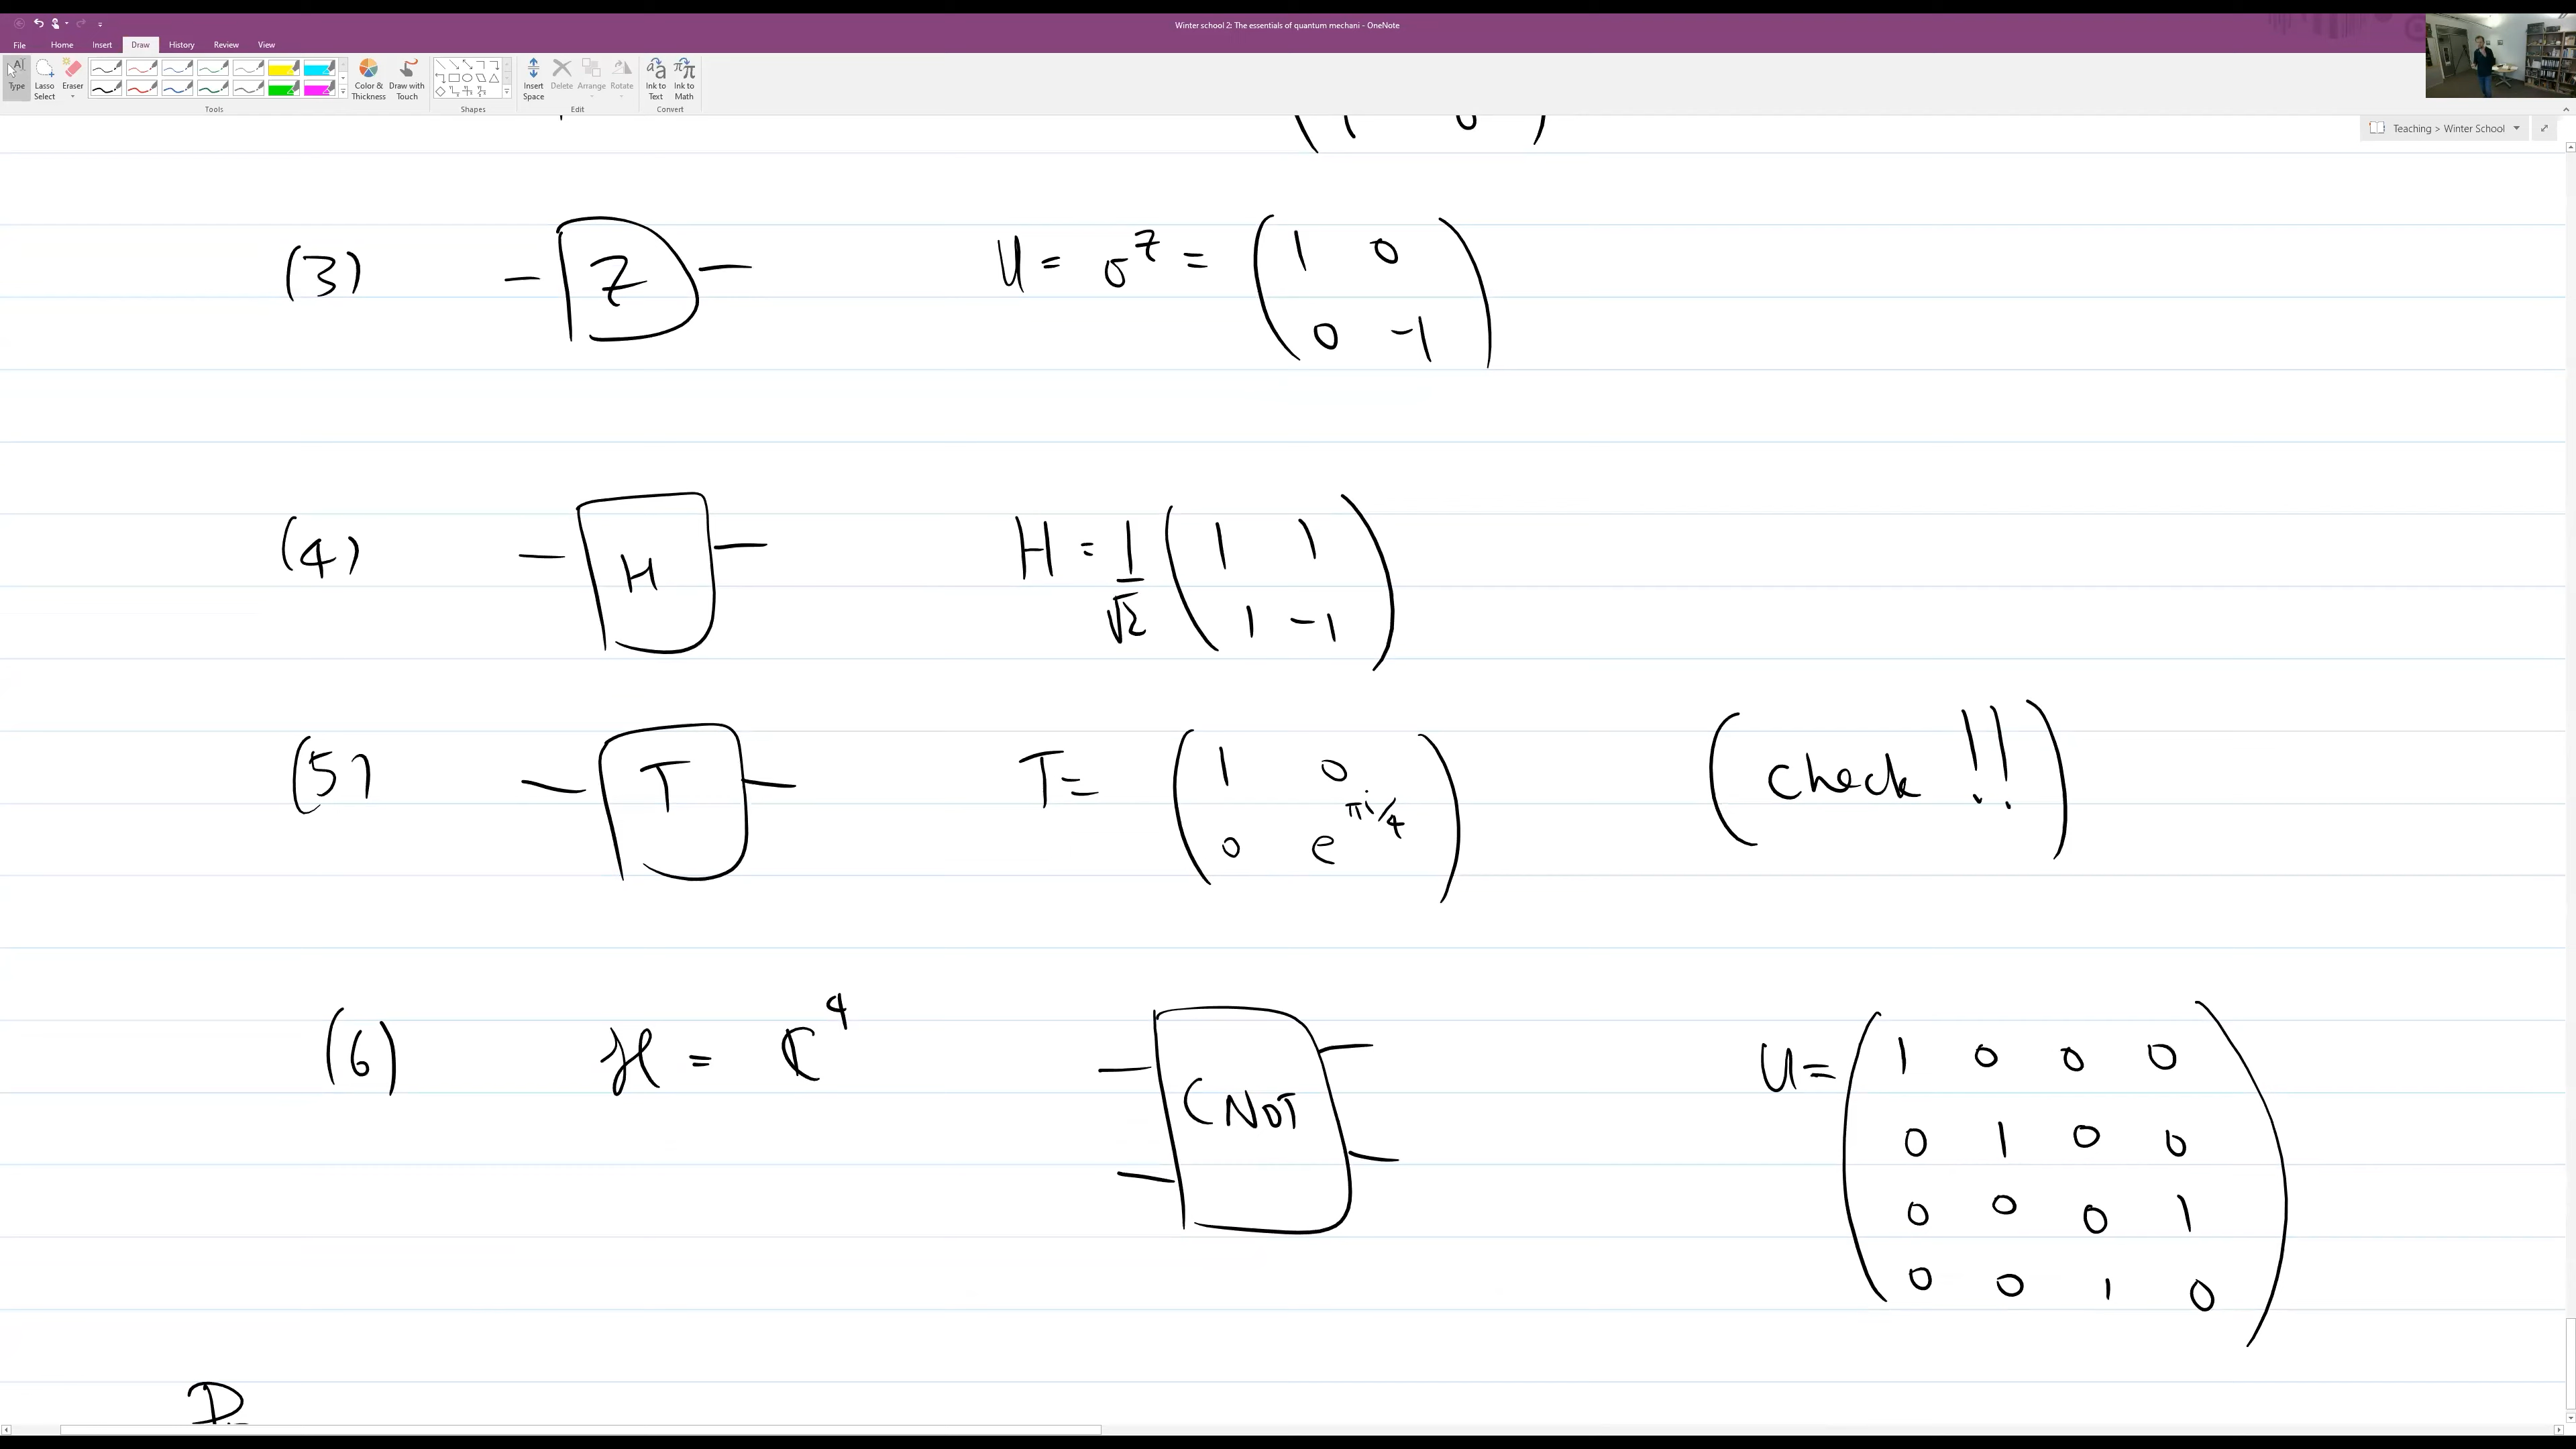 Winter school 2: The essentials of quantum mechani - OneNote
File Home Insert Draw History Review View
Type Lasso Select Eraser Color & Thickness Draw with Touch Insert Space Delete Arrange Rotate Ink to Text Ink to Math
Tools Shapes Edit Convert
Teaching > Winter School
( 1 0 )
(3) Z U = σ^z = ( 1 0
0 -1 )
(4) H H = 1/√2 ( 1 1
1 -1 )
(5) T T = ( 1 0
0 e^{πi/4} ) (check !!)
(6) ℋ = ℂ^4 CNOT U = ( 1 0 0 0
0 1 0 0
0 0 0 1
0 0 1 0 )